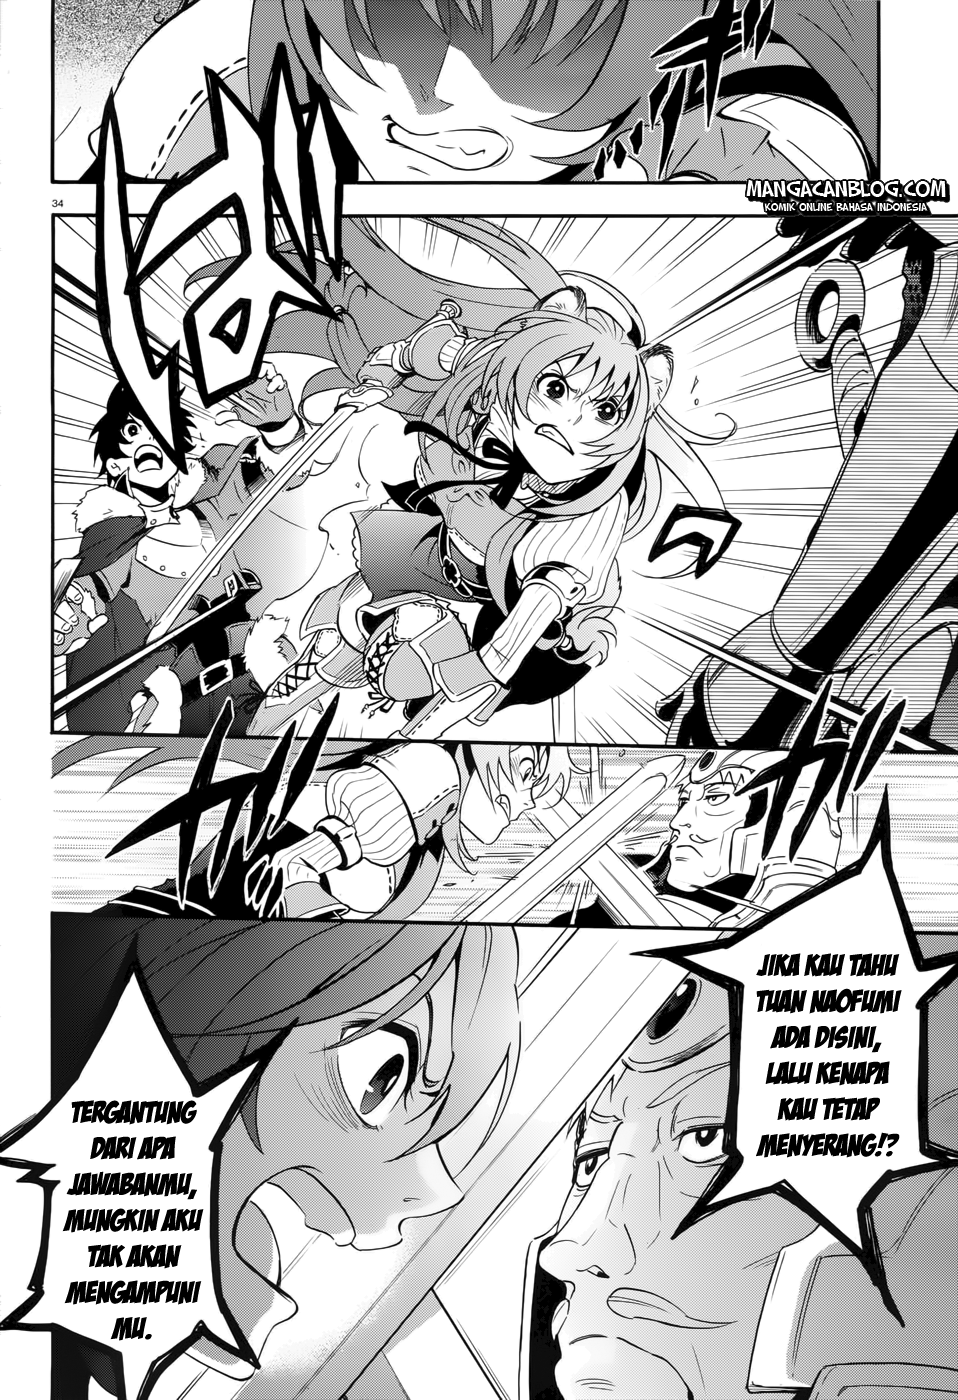 MANGACANBLOG.COM
KOMIK ONLINE BAHASA INDONESIA
34
JIKA KAU TAHU
TUAN NAOFUMI
ADA DISINI,
LALU KENAPA
KAU TETAP
MENYERANG!?
TERGANTUNG
DARI APA
JAWABANMU,
MUNGKIN AKU
TAK AKAN
MENGAMPUNI
MU.